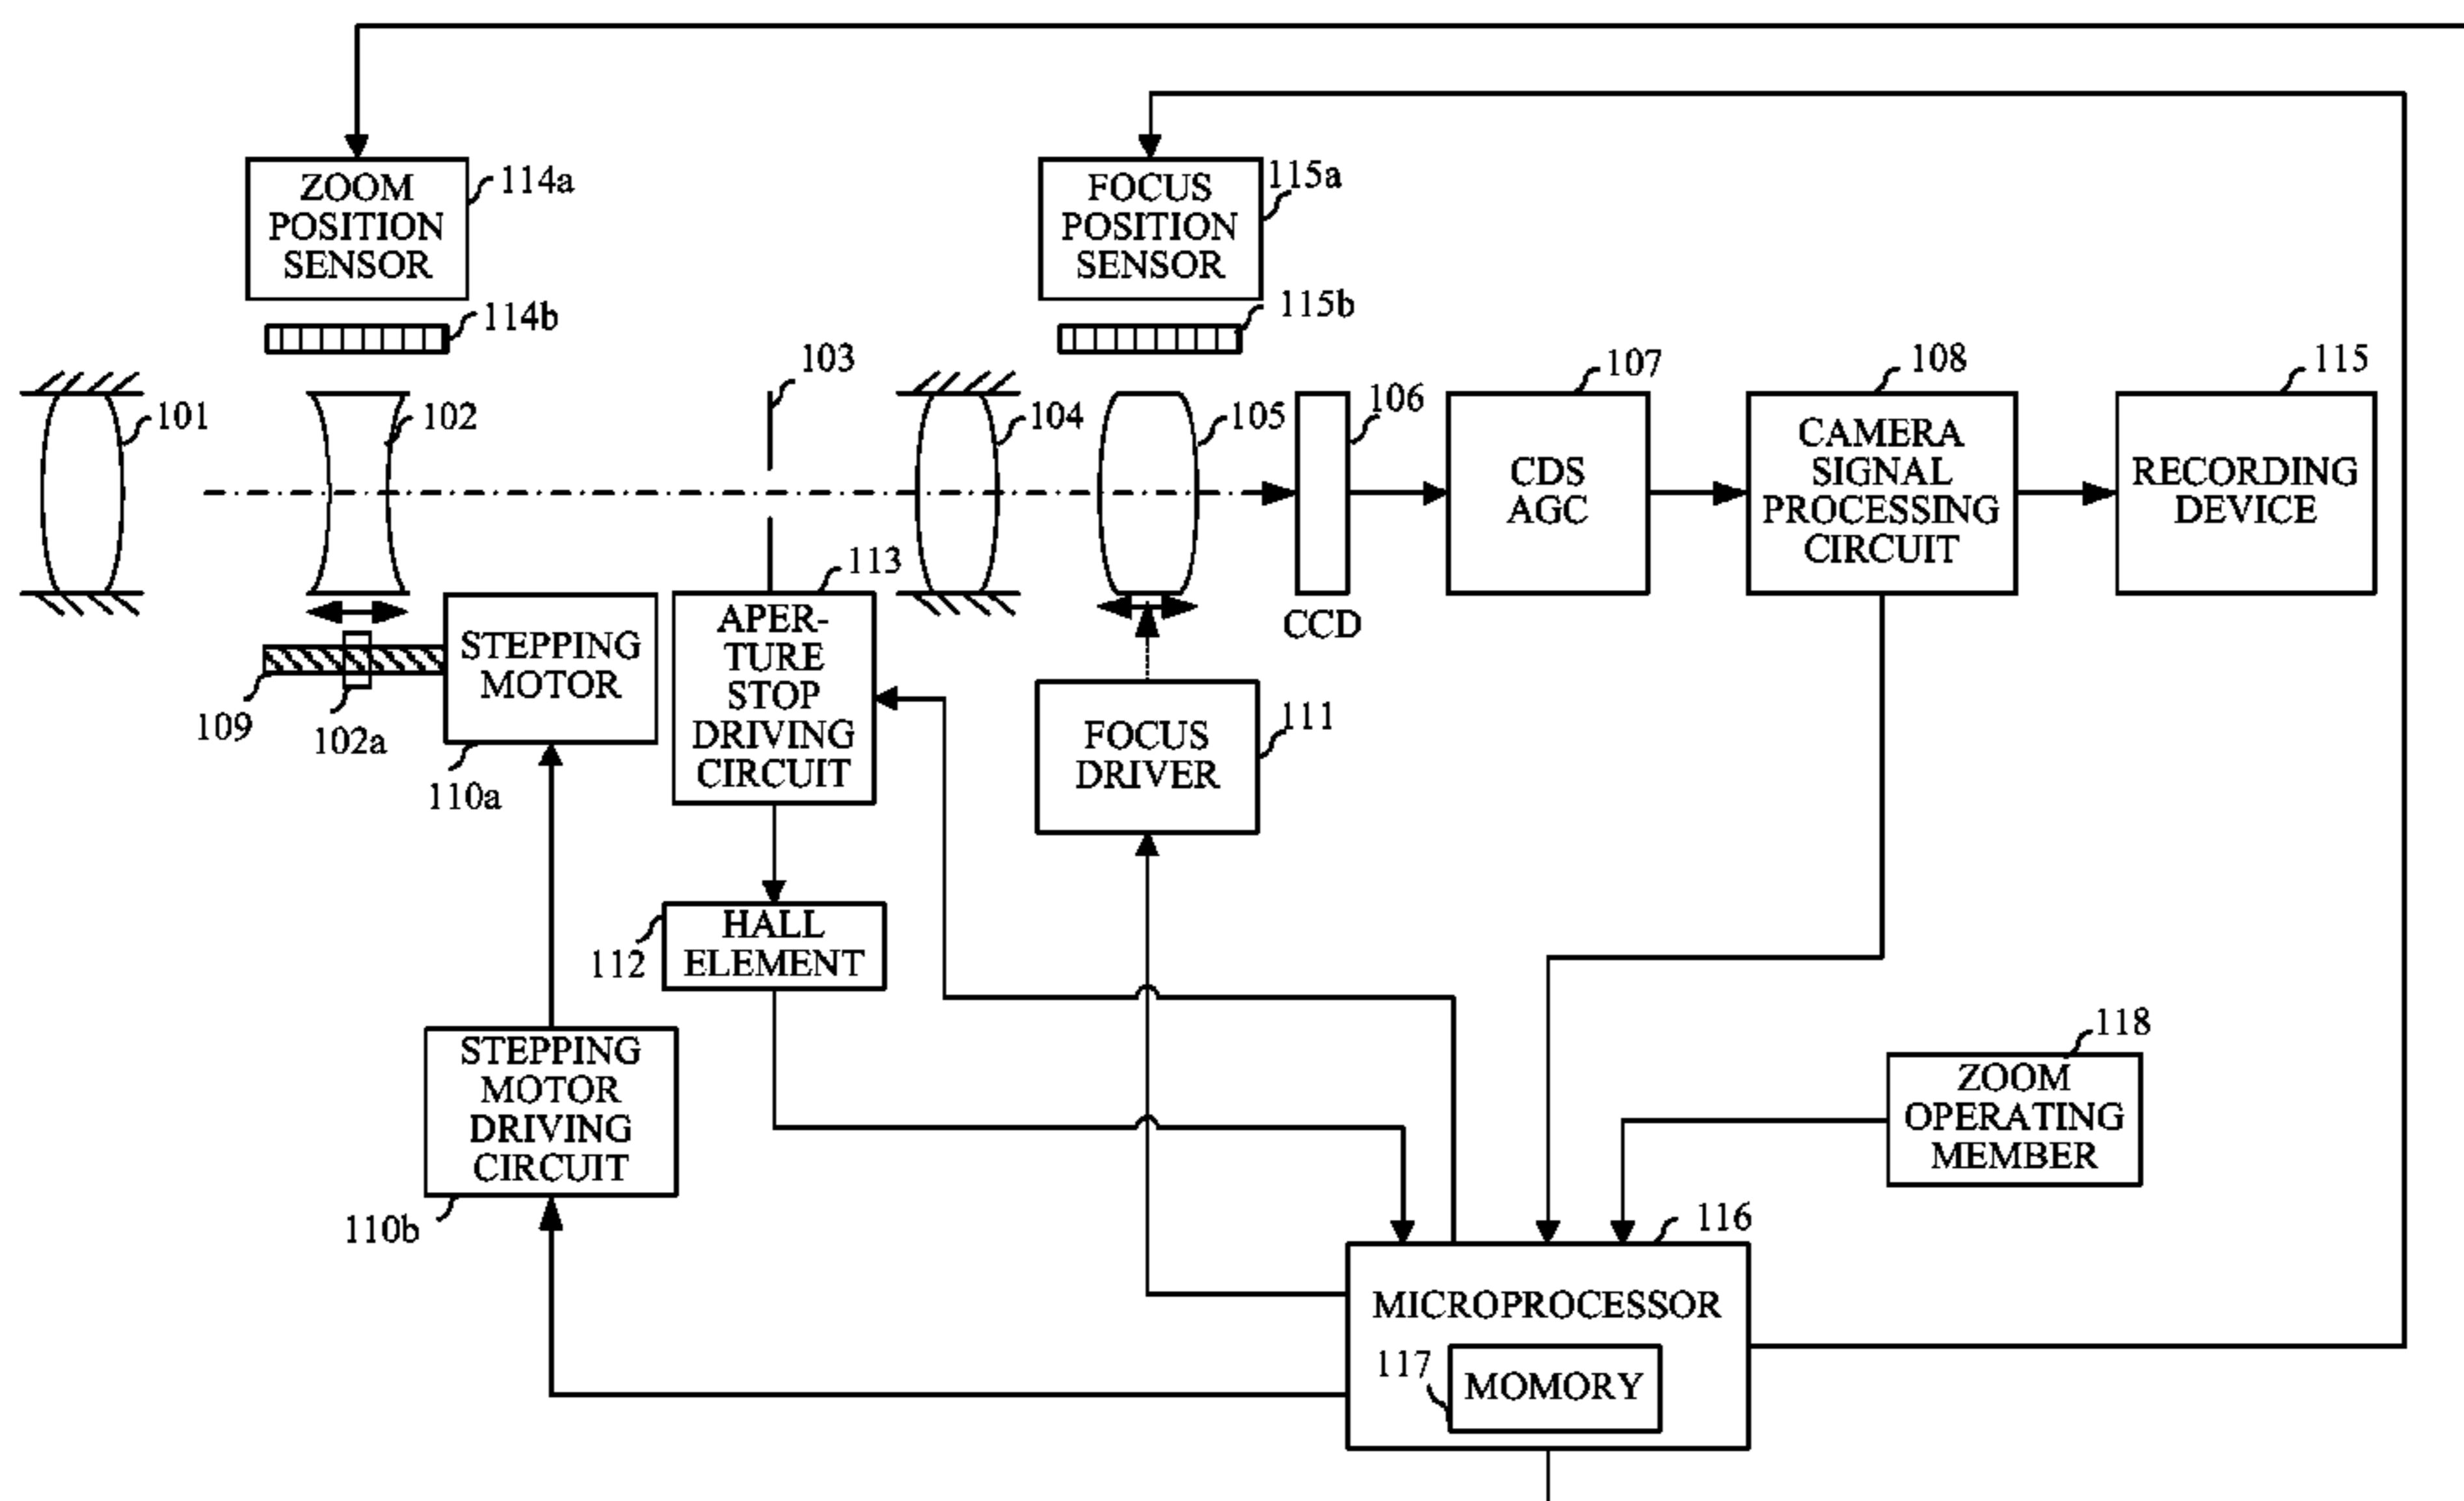 ZOOM
POSITION
SENSOR
114a
FOCUS
POSITION
SENSOR
115a
114b
115b
101
102
103
104
105
106
CCD
107
CDS
AGC
108
CAMERA
SIGNAL
PROCESSING
CIRCUIT
115
RECORDING
DEVICE
109
102a
STEPPING
MOTOR
110a
113
APER-
TURE
STOP
DRIVING
CIRCUIT
FOCUS
DRIVER
111
HALL
ELEMENT
112
STEPPING
MOTOR
DRIVING
CIRCUIT
110b
118
ZOOM
OPERATING
MEMBER
116
MICROPROCESSOR
117
MOMORY